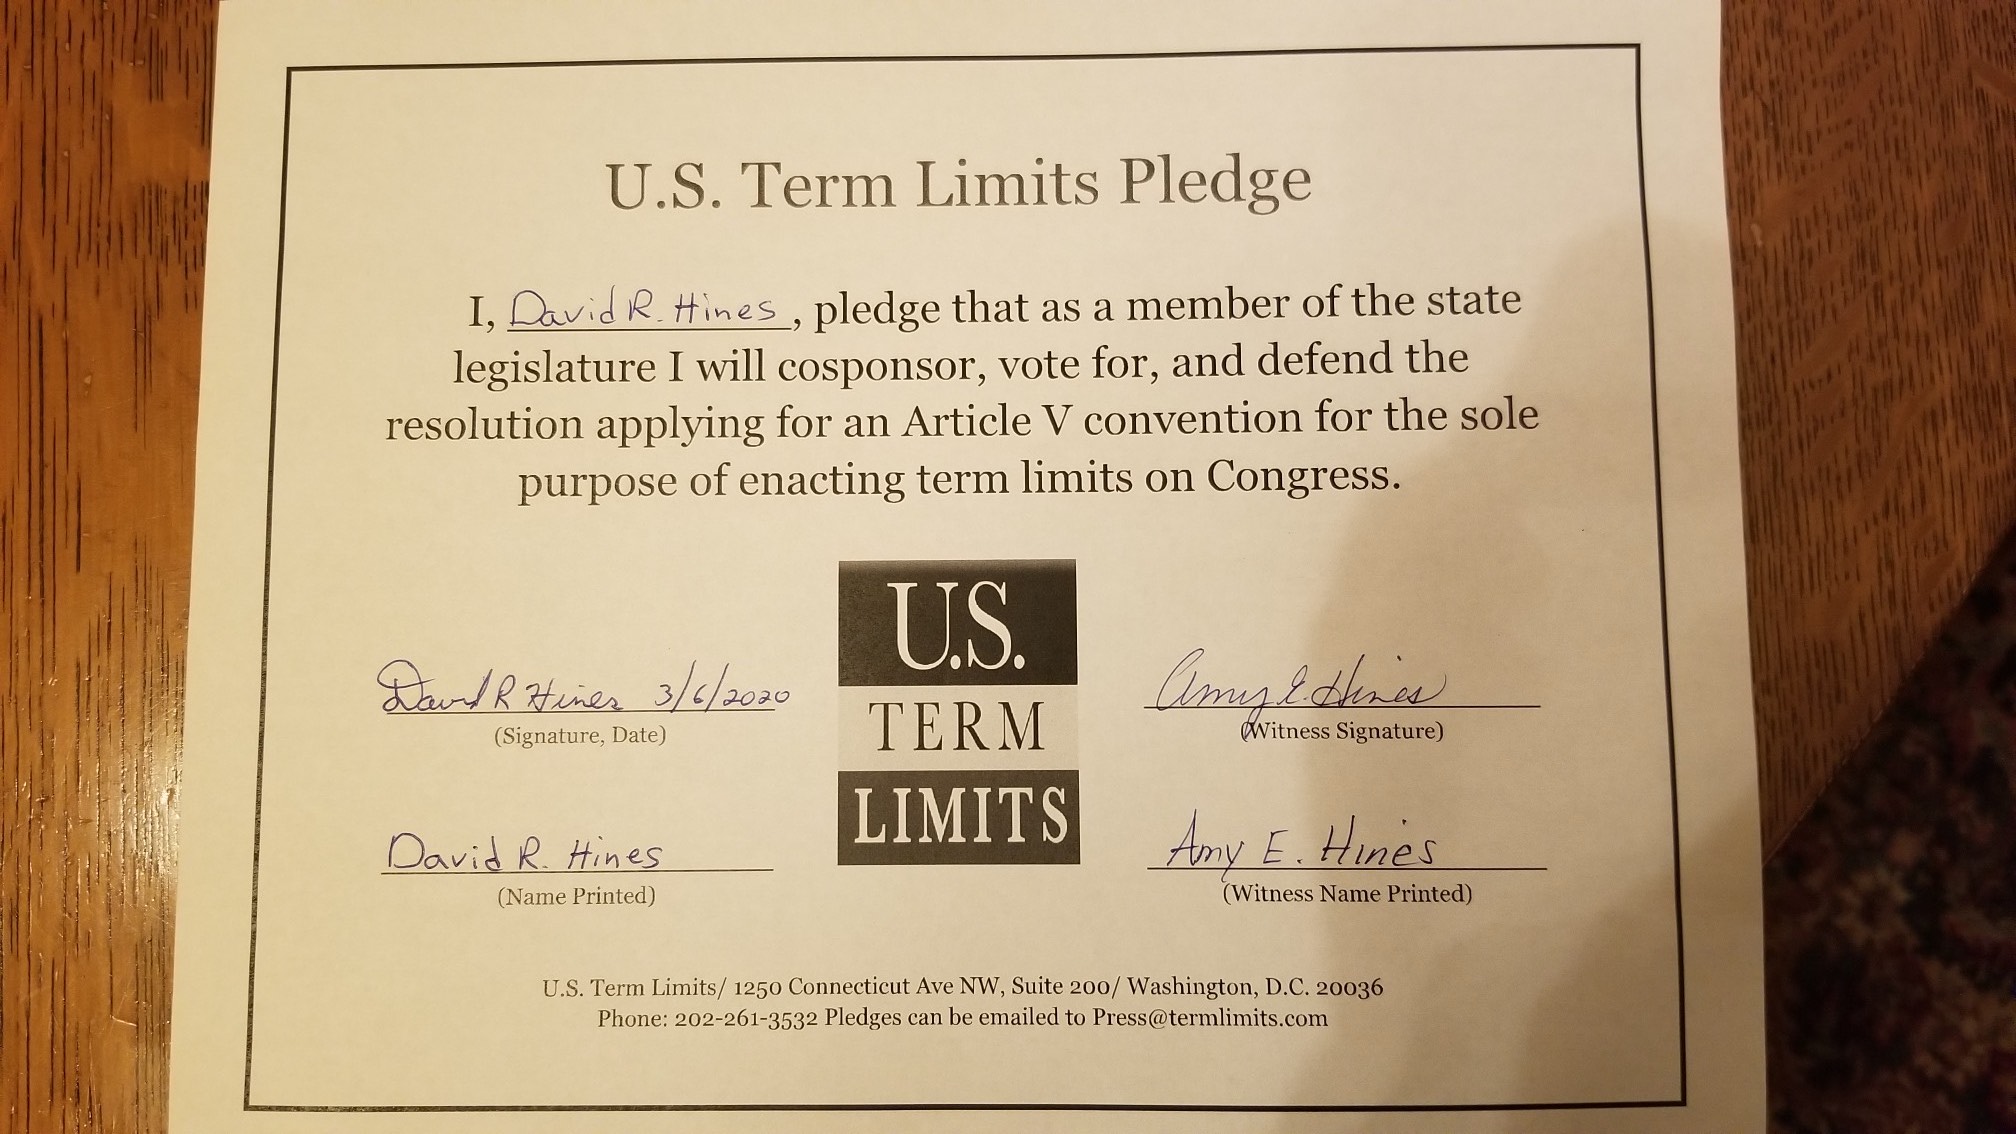 U.S. Term Limits Pledge
I, David R. Hines, pledge that as a member of the state
legislature I will cosponsor, vote for, and defend the
resolution applying for an Article V convention for the sole
purpose of enacting term limits on Congress.
David R Hines 3/6/2020
(Signature, Date)
David R. Hines
(Name Printed)
U.S.
TERM
LIMITS
Amy E. Hines
(Witness Signature)
Amy E. Hines
(Witness Name Printed)
U.S. Term Limits/ 1250 Connecticut Ave NW, Suite 200/ Washington, D.C. 20036
Phone: 202-261-3532 Pledges can be emailed to Press@termlimits.com